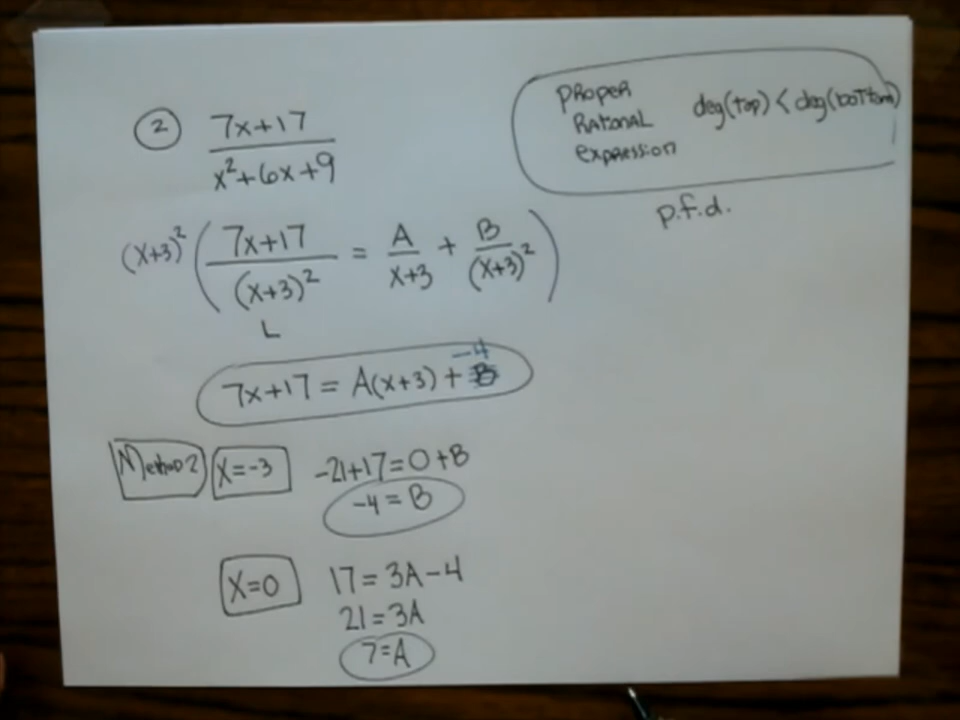 ② 7x+17 / x²+6x+9
Proper
Rational
expression
deg(top) < deg(bottom)
p.f.d.
(x+3)² ( 7x+17 / (x+3)² = A / x+3 + B / (x+3)² )
L
7x+17 = A(x+3) + B
-4
Method 2
x=-3
-21+17=0+B
-4=B
x=0
17=3A-4
21=3A
7=A